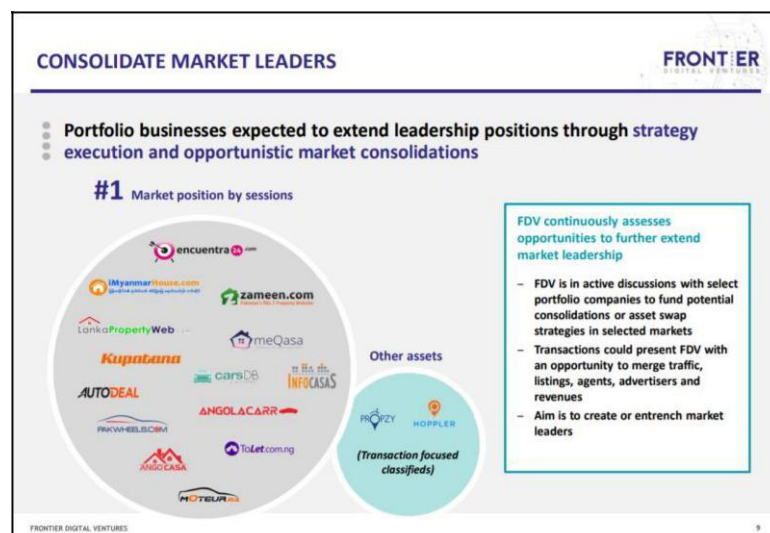 CONSOLIDATE MARKET LEADERS
FRONTIER
DIGITAL VENTURES
Portfolio businesses expected to extend leadership positions through strategy
execution and opportunistic market consolidations
#1 Market position by sessions
encuentra24.com
iMyanmarHouse.com
zameen.com
LankaPropertyWeb
meQasa
Kupatana
carsDB
INFOCASAS
AUTODEAL
ANGOLACARR
PAKWHEELS.COM
ToLet.com.ng
ANGOCASA
MOTEUR.MA
Other assets
PROPZY
HOPPLER
(Transaction focused
classifieds)
FDV continuously assesses
opportunities to further extend
market leadership
– FDV is in active discussions with select
portfolio companies to fund potential
consolidations or asset swap
strategies in selected markets
– Transactions could present FDV with
an opportunity to merge traffic,
listings, agents, advertisers and
revenues
– Aim is to create or entrench market
leaders
FRONTIER DIGITAL VENTURES
9